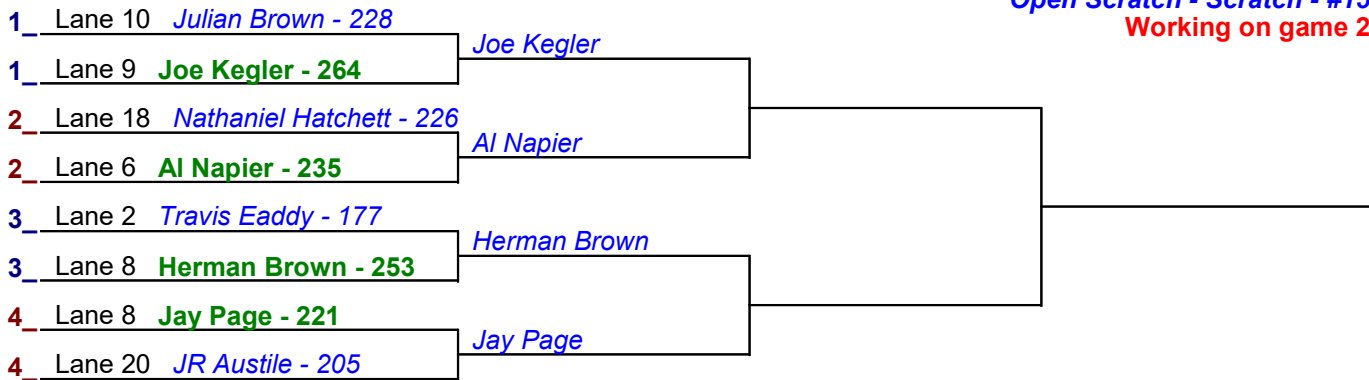 Open Scratch - Scratch - #15
Working on game 2
1_ Lane 10 Julian Brown - 228
Joe Kegler
1_ Lane 9 Joe Kegler - 264
2_ Lane 18 Nathaniel Hatchett - 226
Al Napier
2_ Lane 6 Al Napier - 235
3_ Lane 2 Travis Eaddy - 177
Herman Brown
3_ Lane 8 Herman Brown - 253
4_ Lane 8 Jay Page - 221
Jay Page
4_ Lane 20 JR Austile - 205